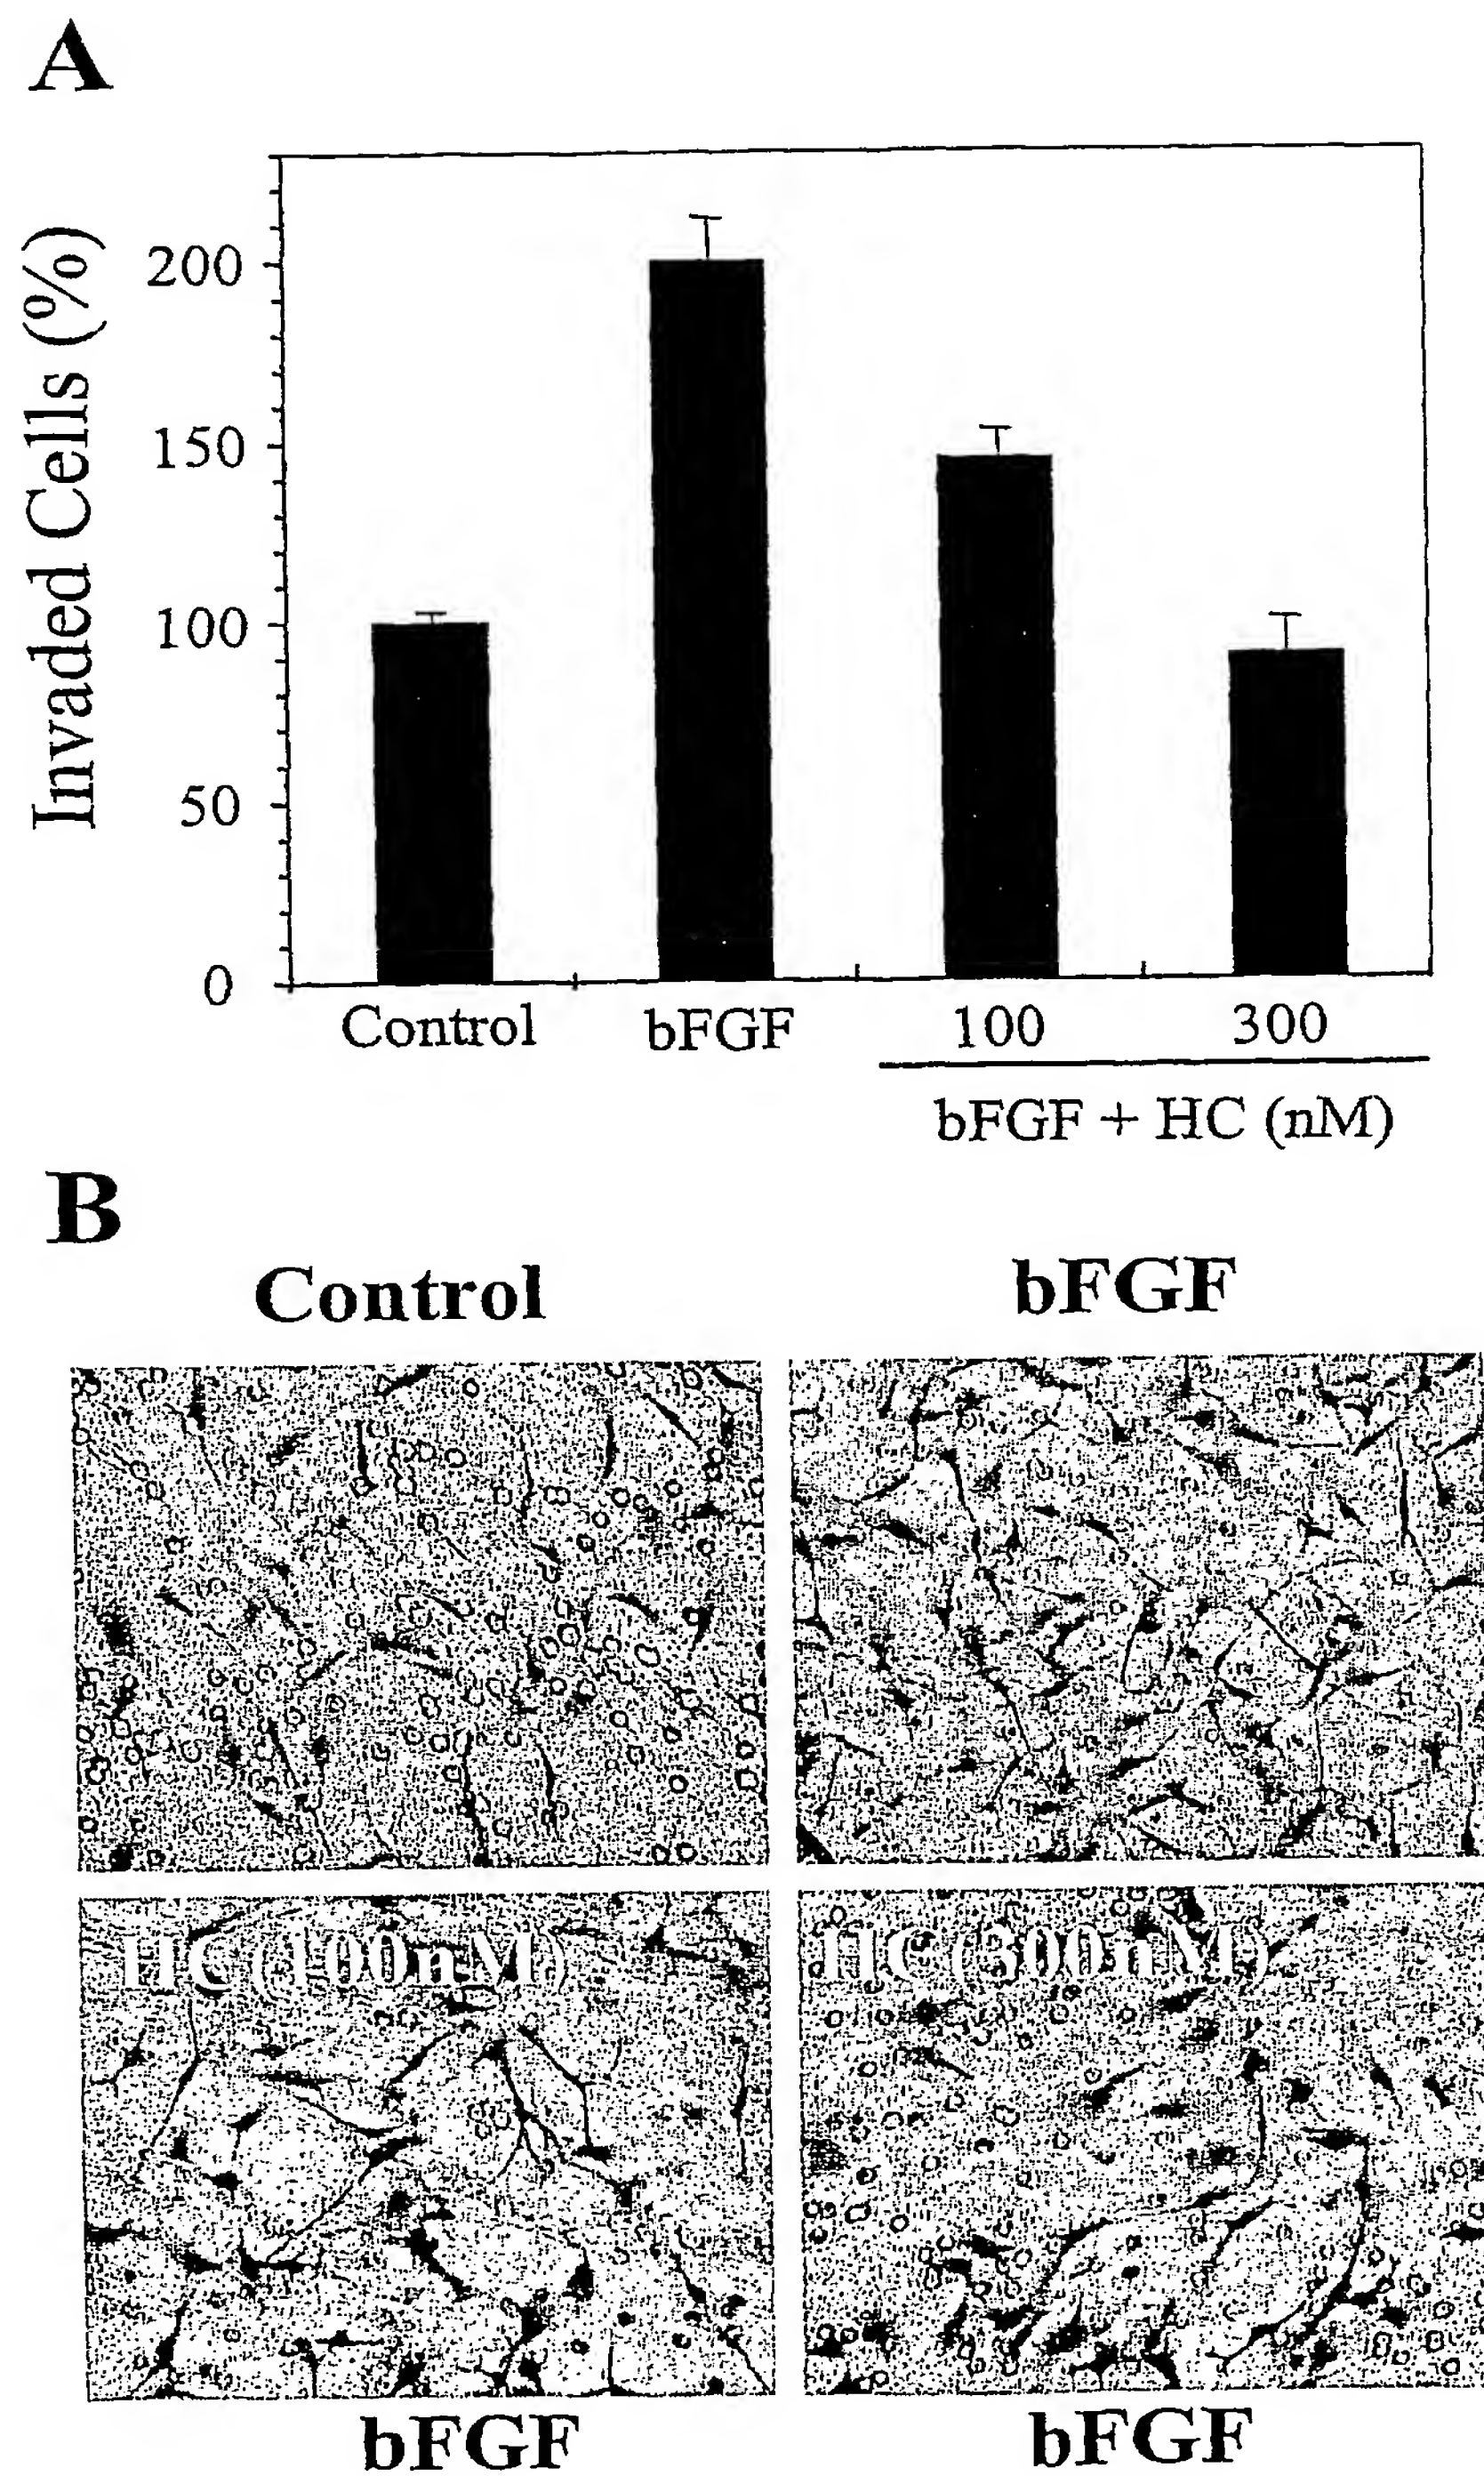 A
Invaded Cells (%)
200
150
100
50
0
Control bFGF 100 300
bFGF + HC (nM)
B
Control bFGF
HC (100nM) HC (300nM)
bFGF bFGF